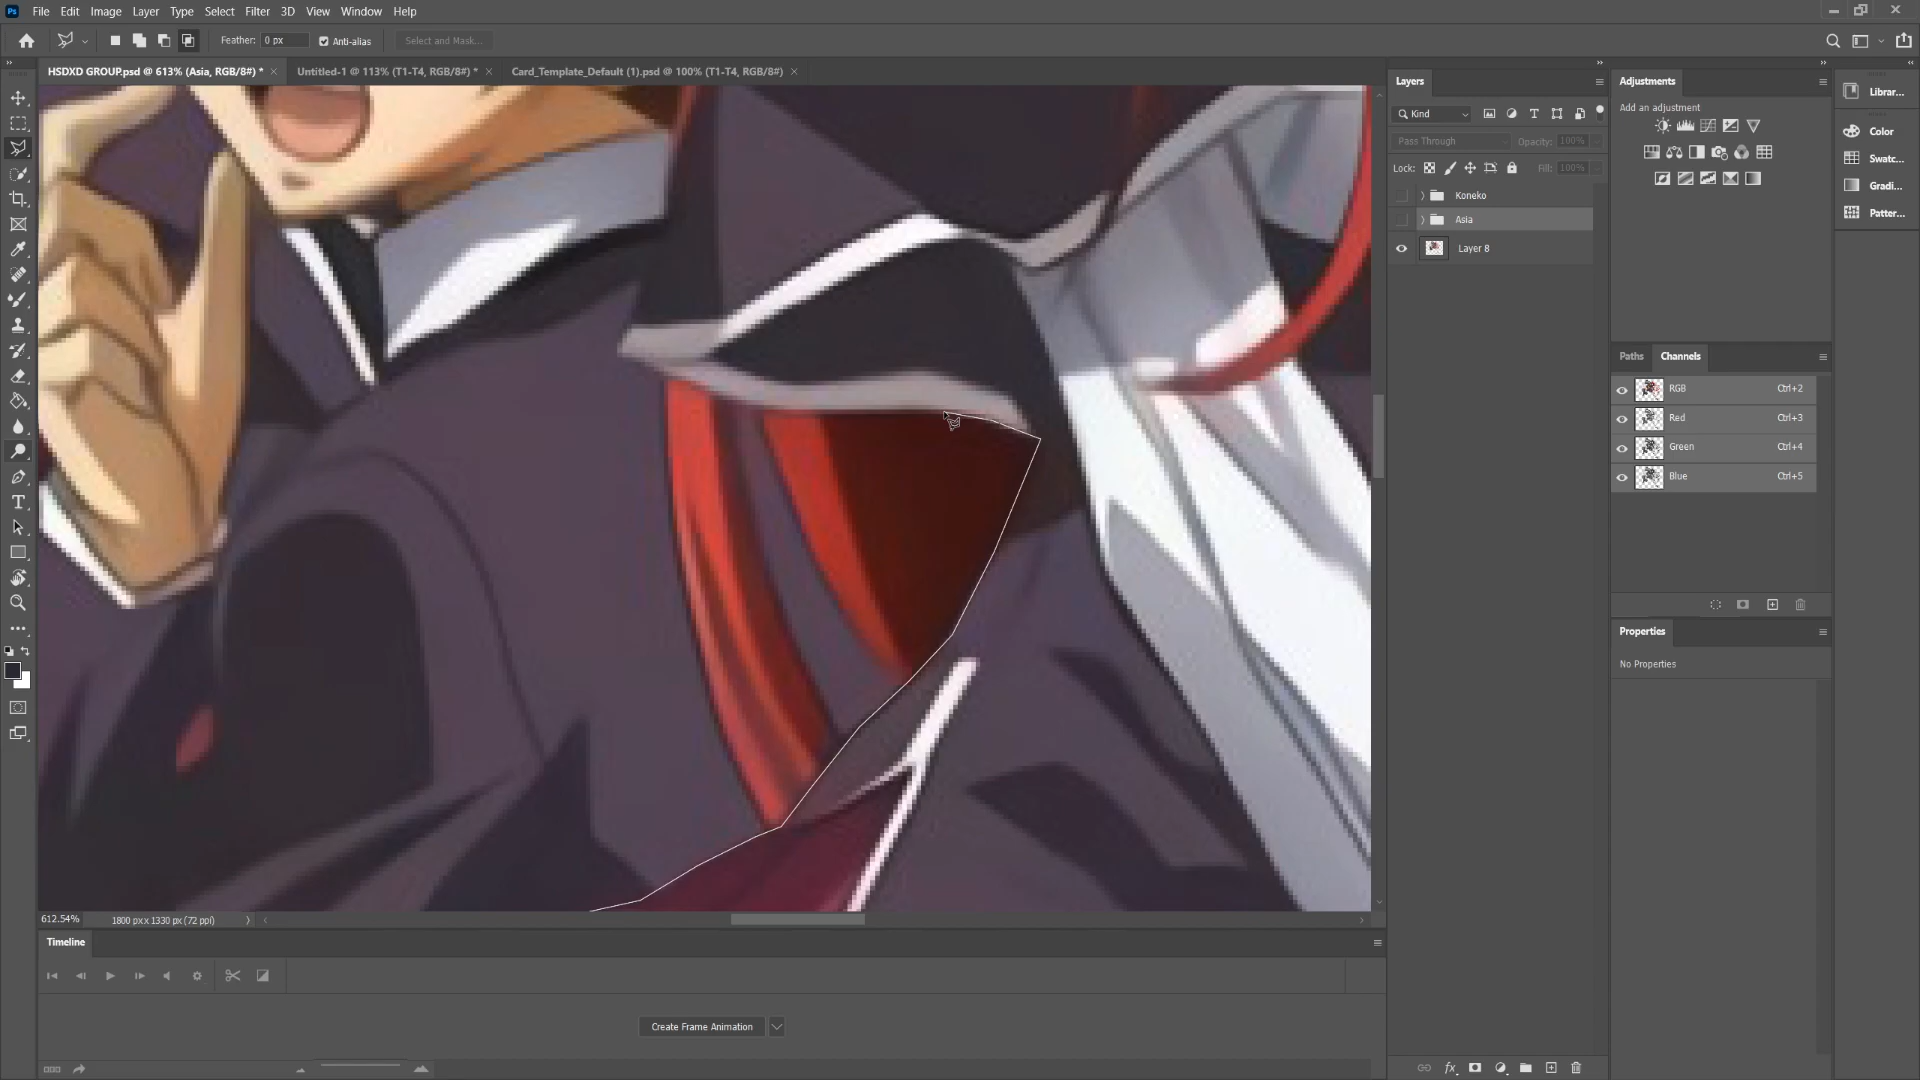 Ps File Edit Image Layer Type Select Filter 3D View Window Help
Feather: 0 px Anti-alias Select and Mask...
HSDXD GROUP.psd @ 613% (Asia, RGB/8#) * Untitled-1 @ 113% (T1-T4, RGB/8#) * Card_Template_Default (1).psd @ 100% (T1-T4, RGB/8#)
Layers
Kind
Pass Through Opacity: 100%
Lock: Fill: 100%
Koneko
Asia
Layer 8
Adjustments
Add an adjustment
Paths Channels
RGB Ctrl+2
Red Ctrl+3
Green Ctrl+4
Blue Ctrl+5
Properties
No Properties
Librar...
Color
Swatc...
Gradi...
Patter...
612.54% 1800 px x 1330 px (72 ppi)
Timeline
Create Frame Animation